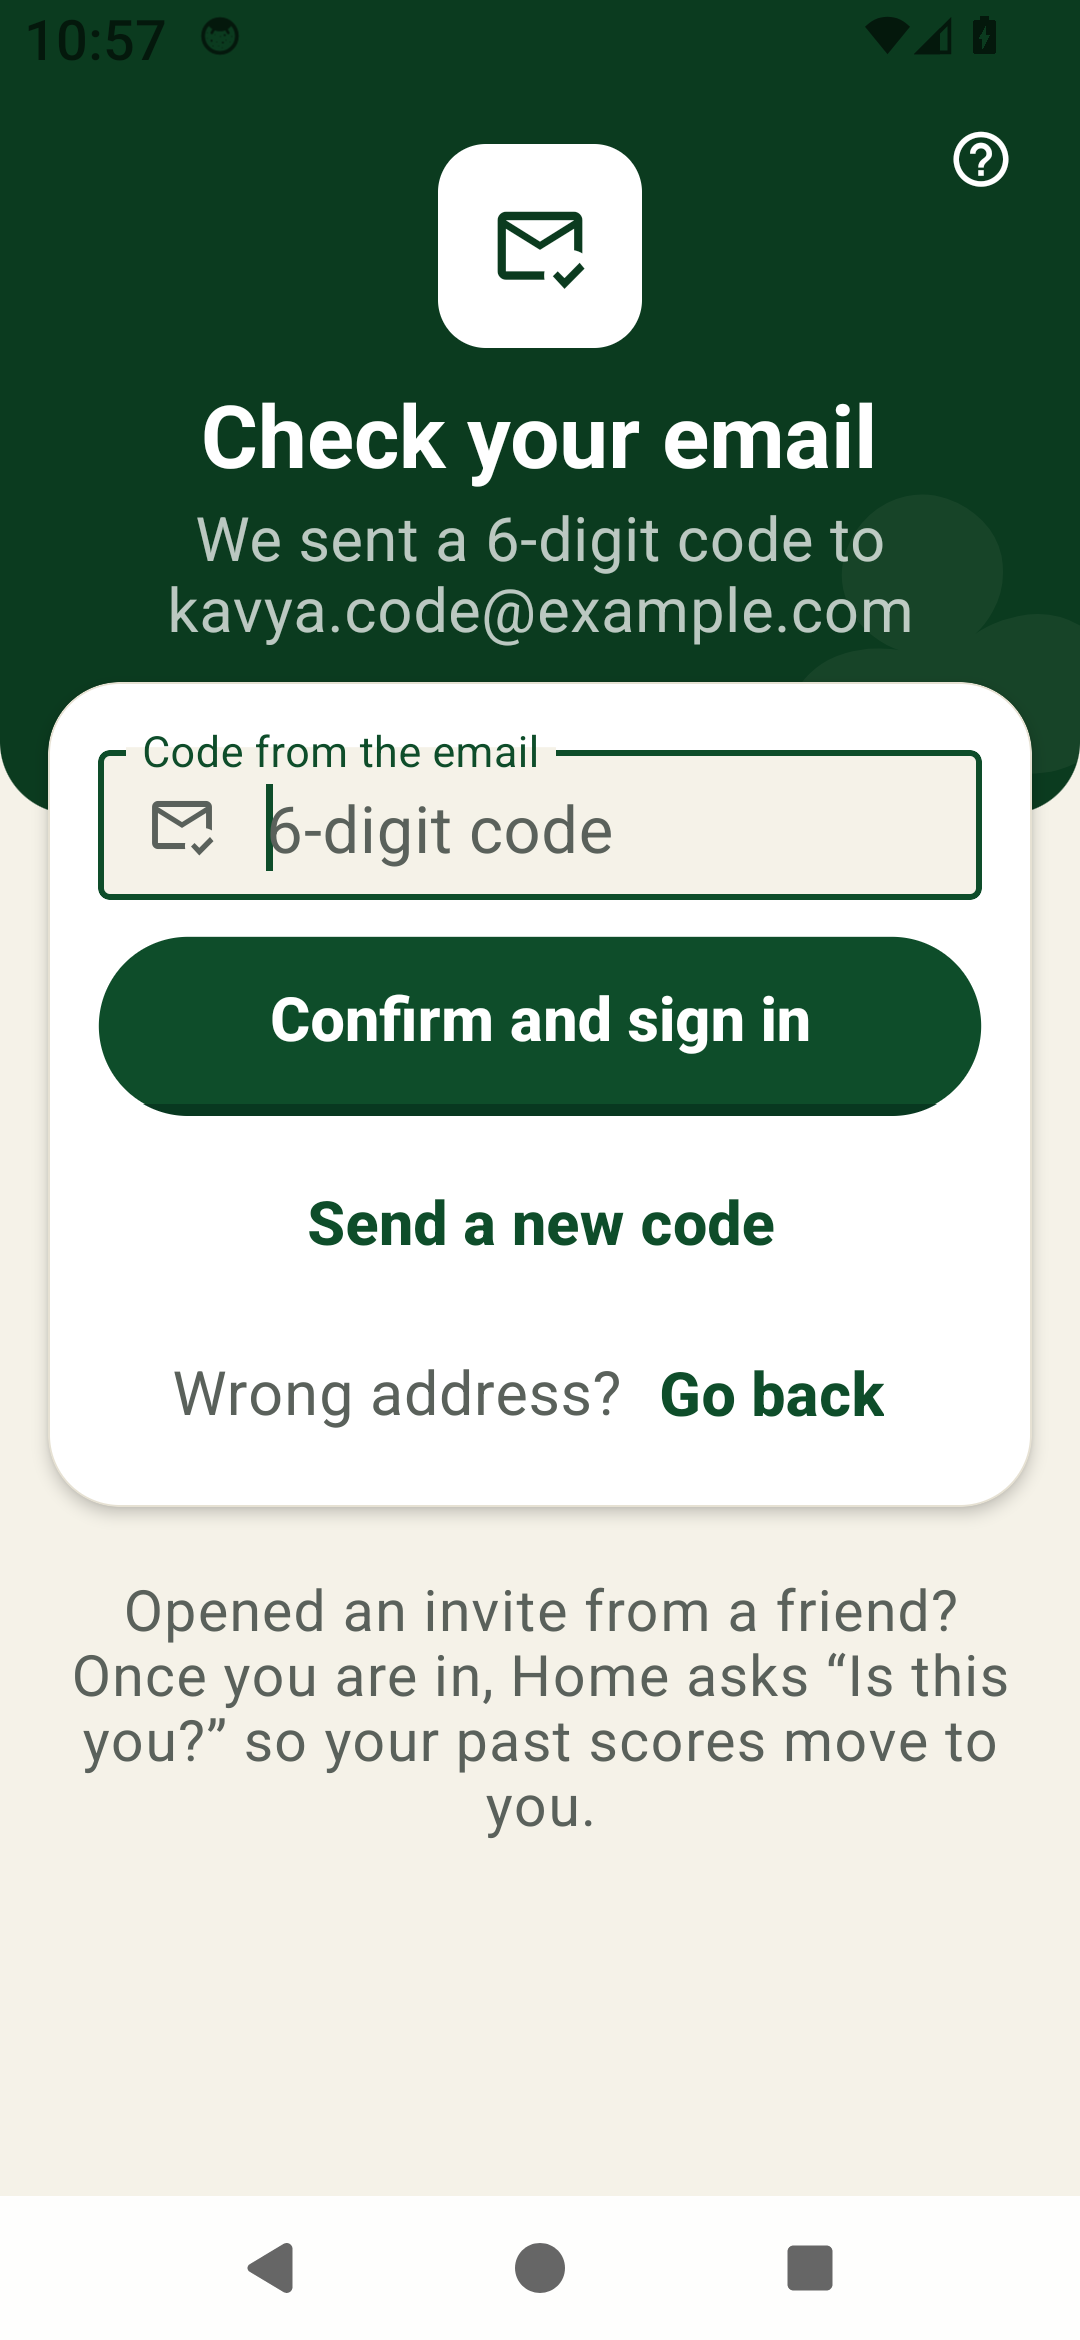 10:57
Check your email
We sent a 6-digit code to
kavya.code@example.com
Code from the email
6-digit code
Confirm and sign in
Send a new code
Wrong address? Go back
Opened an invite from a friend?
Once you are in, Home asks “Is this
you?” so your past scores move to
you.